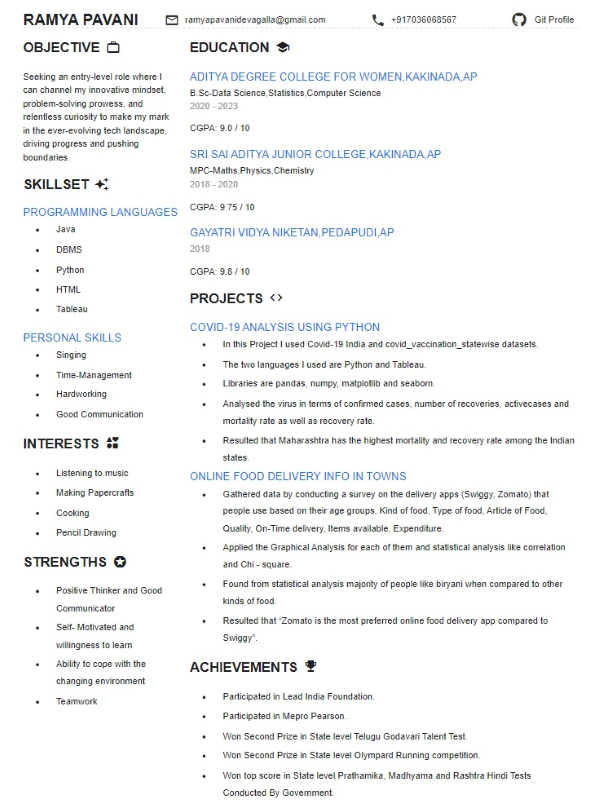 RAMYA PAVANI
ramyapavanidevagalla@gmail.com
+917036068567
Git Profile
OBJECTIVE
Seeking an entry-level role where I
can channel my innovative mindset,
problem-solving prowess, and
relentless curiosity to make my mark
in the ever-evolving tech landscape,
driving progress and pushing
boundaries.
SKILLSET
PROGRAMMING LANGUAGES
• Java
• DBMS
• Python
• HTML
• Tableau
PERSONAL SKILLS
• Singing
• Time-Management
• Hardworking
• Good Communication
INTERESTS
• Listening to music
• Making Papercrafts
• Cooking
• Pencil Drawing
STRENGTHS
• Positive Thinker and Good
Communicator
• Self- Motivated and
willingness to learn
• Ability to cope with the
changing environment
• Teamwork
EDUCATION
ADITYA DEGREE COLLEGE FOR WOMEN,KAKINADA,AP
B.Sc-Data Science,Statistics,Computer Science
2020 - 2023
CGPA: 9.0 / 10
SRI SAI ADITYA JUNIOR COLLEGE,KAKINADA,AP
MPC-Maths,Physics,Chemistry
2018 - 2020
CGPA: 9.75 / 10
GAYATRI VIDYA NIKETAN,PEDAPUDI,AP
2018
CGPA: 9.8 / 10
PROJECTS
COVID-19 ANALYSIS USING PYTHON
• In this Project I used Covid-19 India and covid_vaccination_statewise datasets.
• The two languages I used are Python and Tableau.
• Libraries are pandas, numpy, matplotlib and seaborn.
• Analysed the virus in terms of confirmed cases, number of recoveries, activecases and
mortality rate as well as recovery rate.
• Resulted that Maharashtra has the highest mortality and recovery rate among the Indian
states.
ONLINE FOOD DELIVERY INFO IN TOWNS
• Gathered data by conducting a survey on the delivery apps (Swiggy, Zomato) that
people use based on their age groups, Kind of food, Type of food, Article of Food,
Quality, On-Time delivery, Items available, Expenditure.
• Applied the Graphical Analysis for each of them and statistical analysis like correlation
and Chi - square.
• Found from statistical analysis majority of people like biryani when compared to other
kinds of food.
• Resulted that “Zomato is the most preferred online food delivery app compared to
Swiggy”.
ACHIEVEMENTS
• Participated in Lead India Foundation.
• Participated in Mepro Pearson.
• Won Second Prize in State level Telugu Godavari Talent Test.
• Won Second Prize in State level Olympard Running competition.
• Won top score in State level Prathamika, Madhyama and Rashtra Hindi Tests
Conducted By Government.